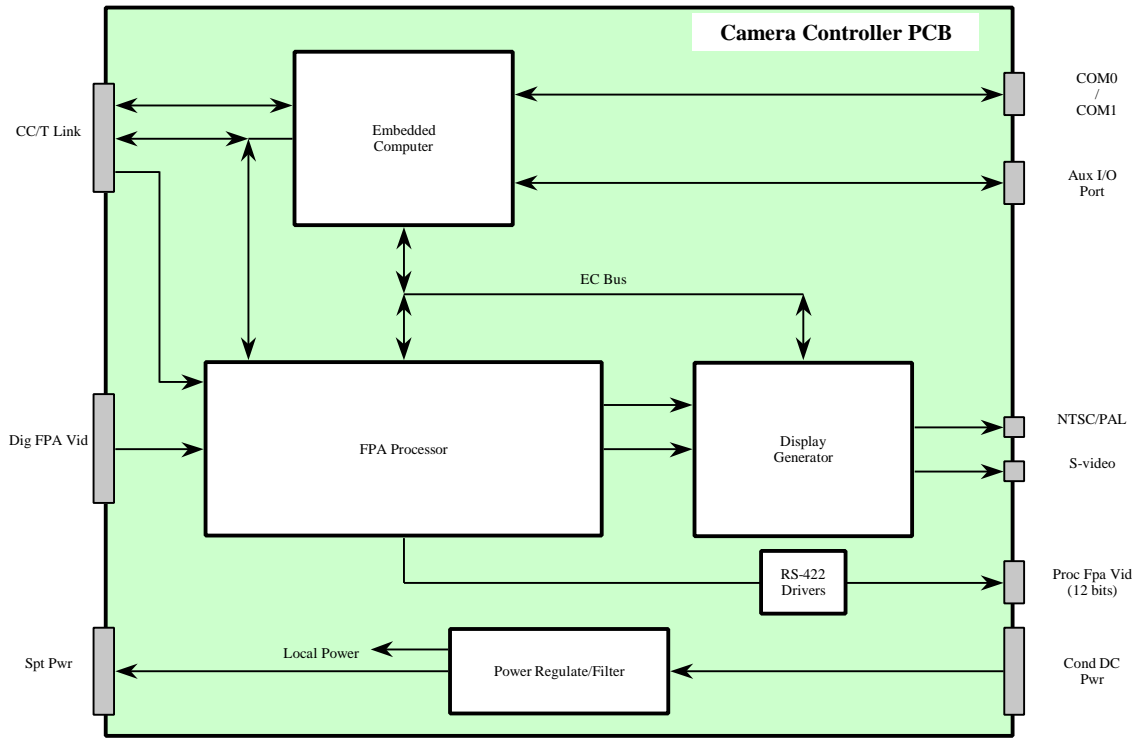 Camera Controller PCB
COM0
/
COM1
CC/T Link
Embedded
Computer
Aux I/O
Port
EC Bus
NTSC/PAL
Dig FPA Vid
FPA Processor
Display
Generator
S-video
RS-422
Drivers
Proc Fpa Vid
(12 bits)
Local Power
Spt Pwr
Power Regulate/Filter
Cond DC
Pwr